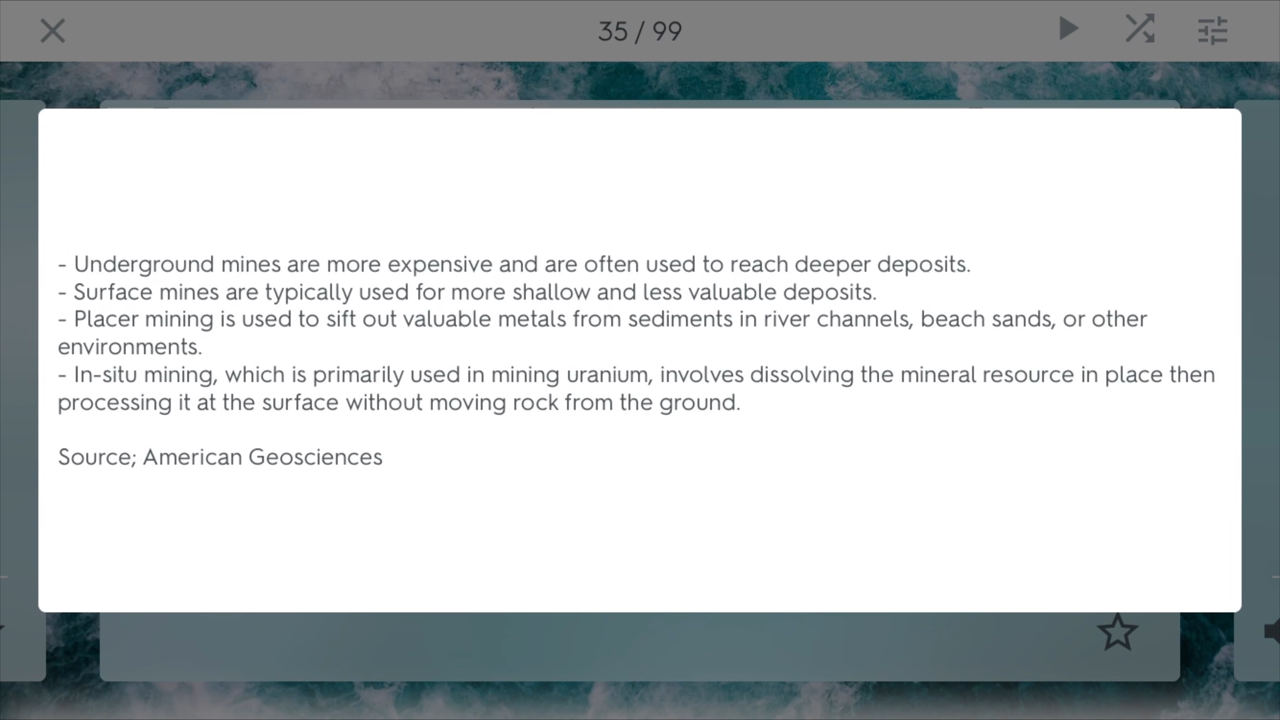 35 / 99
- Underground mines are more expensive and are often used to reach deeper deposits.
- Surface mines are typically used for more shallow and less valuable deposits.
- Placer mining is used to sift out valuable metals from sediments in river channels, beach sands, or other
environments.
- In-situ mining, which is primarily used in mining uranium, involves dissolving the mineral resource in place then
processing it at the surface without moving rock from the ground.
Source; American Geosciences